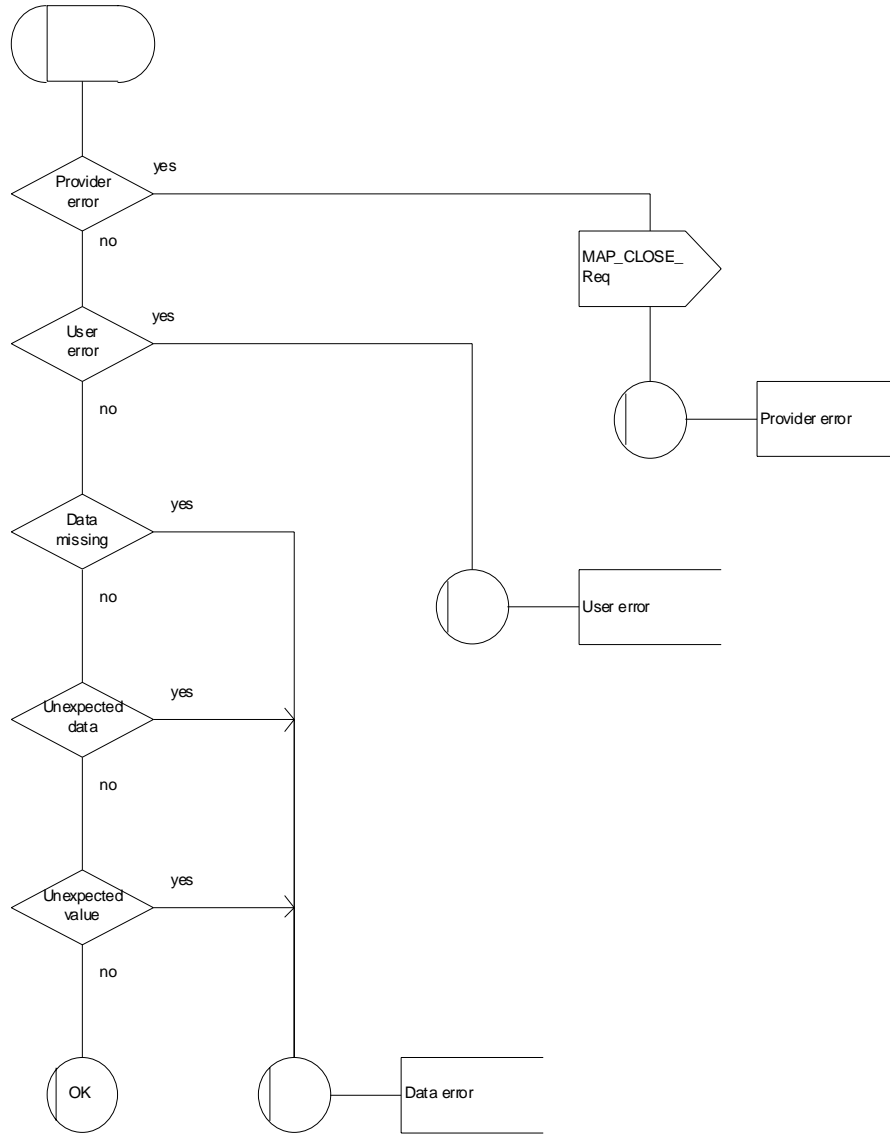 yes
Provider
error
no
MAP_CLOSE_
Req
yes
User
error
no
Provider error
yes
Data
missing
no
User error
yes
Unexpected
data
no
yes
Unexpected
value
no
OK
Data error